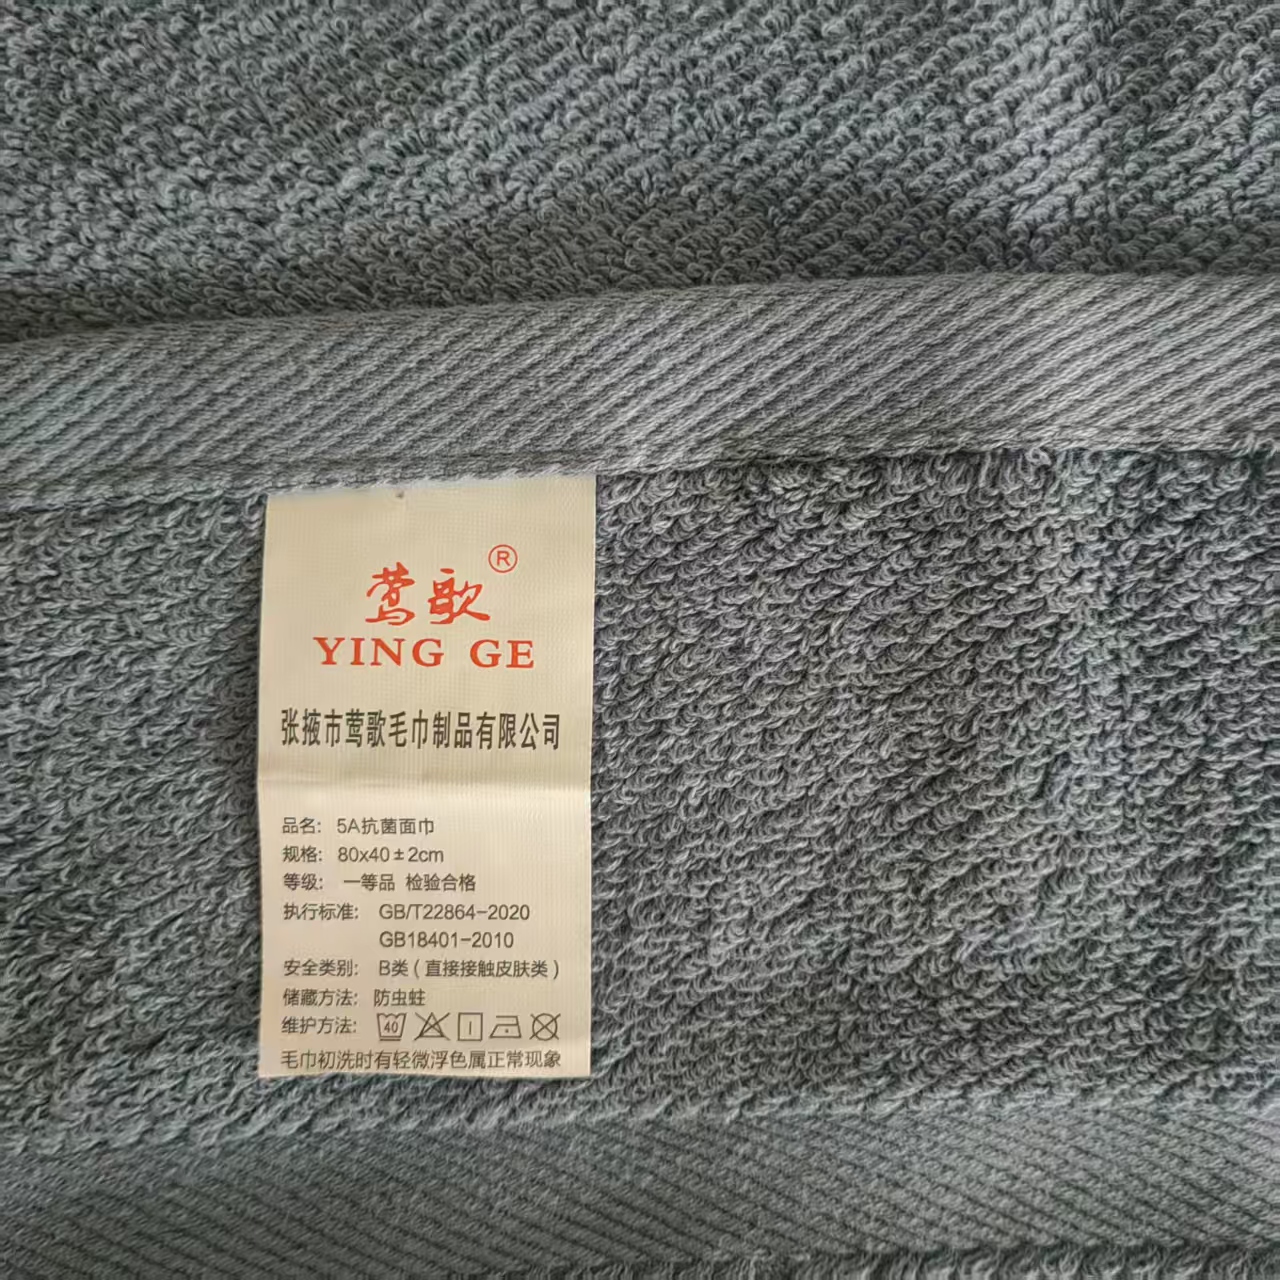 莺歌®
YING GE
张掖市莺歌毛巾制品有限公司
品名: 5A抗菌面巾
规格: 80x40±2cm
等级: 一等品 检验合格
执行标准: GB/T22864-2020
GB18401-2010
安全类别: B类(直接接触皮肤类)
储藏方法: 防虫蛀
维护方法: 40
毛巾初洗时有轻微浮色属正常现象